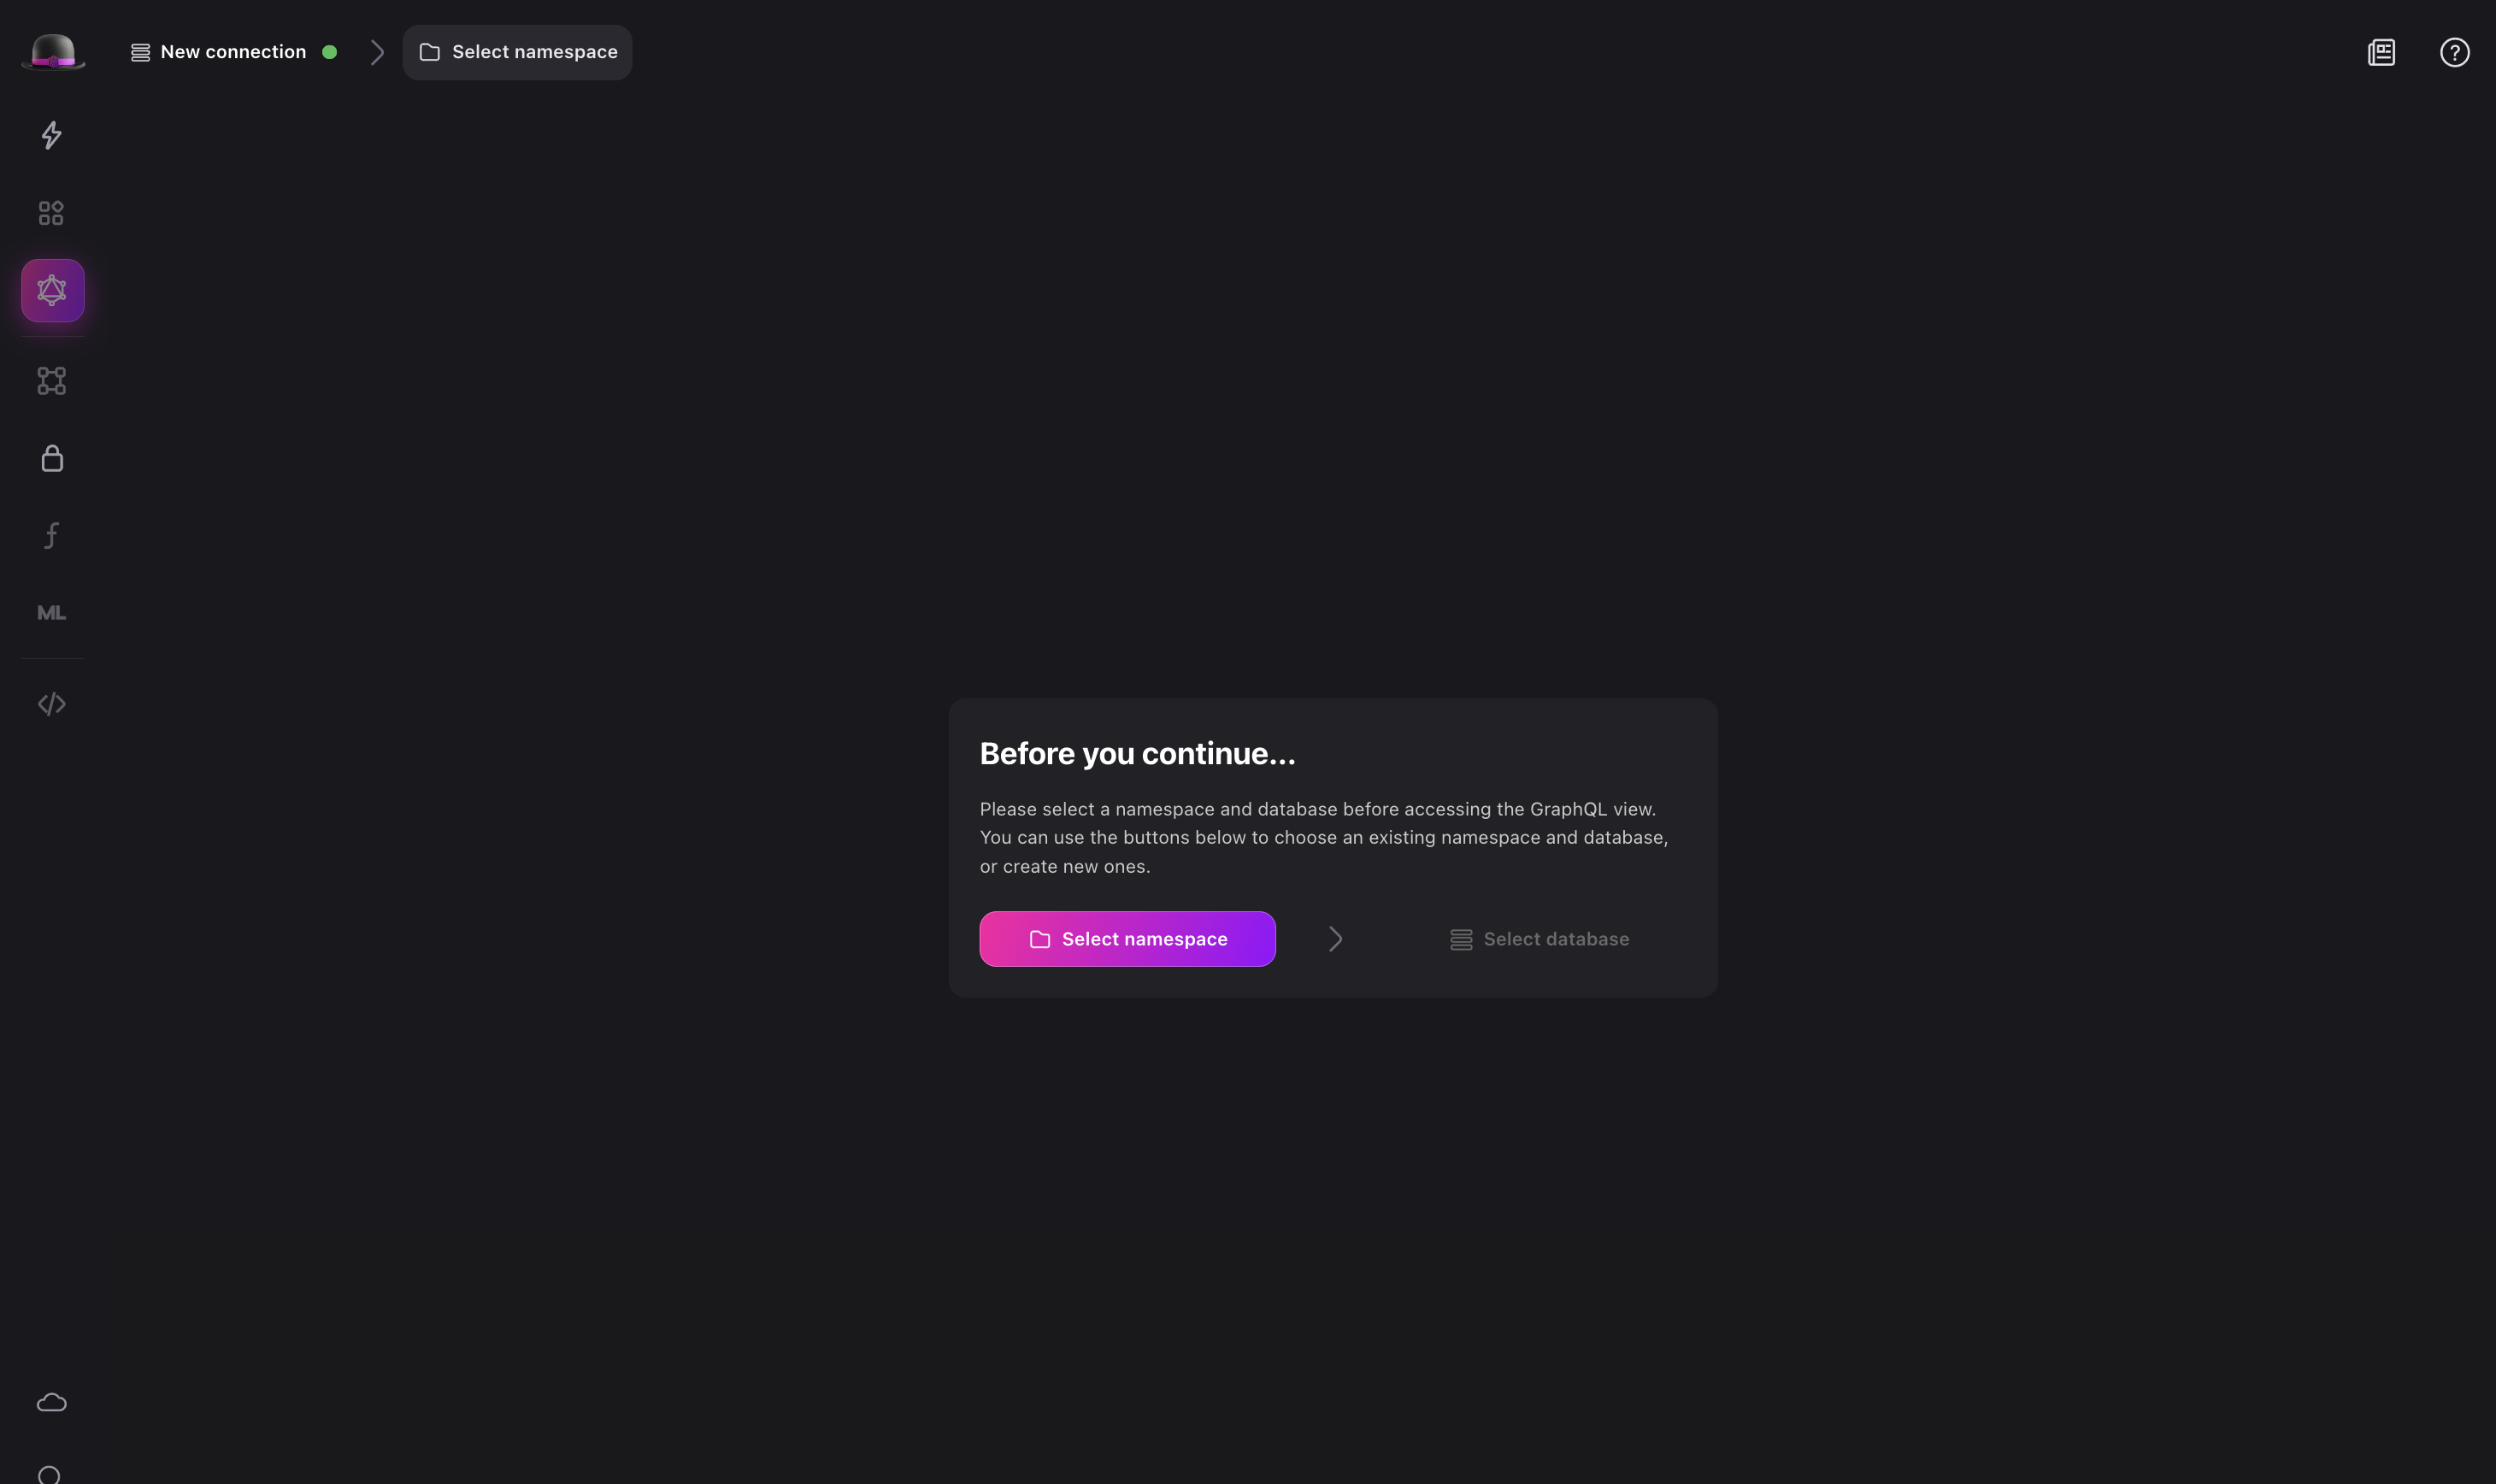 New connection
Select namespace
ML
Before you continue...
Please select a namespace and database before accessing the GraphQL view.
You can use the buttons below to choose an existing namespace and database,
or create new ones.
Select namespace
Select database